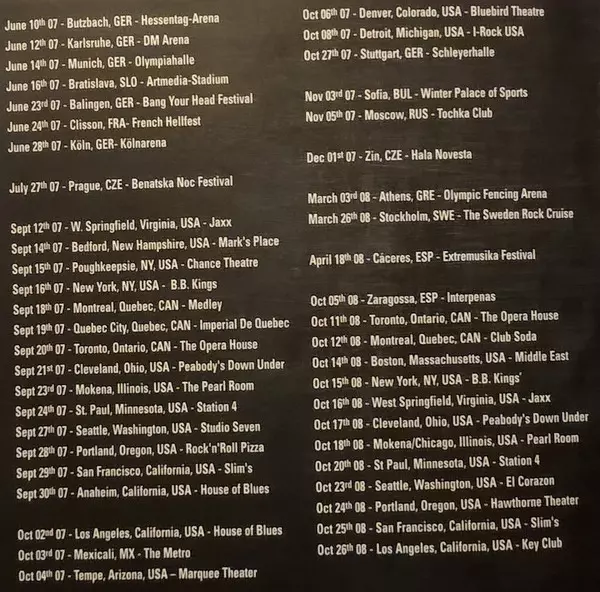 June 10th 07 - Butzbach, GER - Hessentag-Arena
June 12th 07 - Karlsruhe, GER - DM Arena
June 14th 07 - Munich, GER - Olympiahalle
June 16th 07 - Bratislava, SLO - Artmedia-Stadium
June 23rd 07 - Balingen, GER - Bang Your Head Festival
June 24th 07 - Clisson, FRA- French Hellfest
June 28th 07 - Köln, GER- Kölnarena
July 27th 07 - Prague, CZE - Benatska Noc Festival
Sept 12th 07 - W. Springfield, Virginia, USA - Jaxx
Sept 14th 07 - Bedford, New Hampshire, USA - Mark's Place
Sept 15th 07 - Poughkeepsie, NY, USA - Chance Theatre
Sept 16th 07 - New York, NY, USA - B.B. Kings
Sept 18th 07 - Montreal, Quebec, CAN - Medley
Sept 19th 07 - Quebec City, Quebec, CAN - Imperial De Quebec
Sept 20th 07 - Toronto, Ontario, CAN - The Opera House
Sept 21st 07 - Cleveland, Ohio, USA - Peabody's Down Under
Sept 23rd 07 - Mokena, Illinois, USA - The Pearl Room
Sept 24th 07 - St. Paul, Minnesota, USA - Station 4
Sept 27th 07 - Seattle, Washington, USA - Studio Seven
Sept 28th 07 - Portland, Oregon, USA - Rock'n'Roll Pizza
Sept 29th 07 - San Francisco, California, USA - Slim's
Sept 30th 07 - Anaheim, California, USA - House of Blues
Oct 02nd 07 - Los Angeles, California, USA - House of Blues
Oct 03rd 07 - Mexicali, MX - The Metro
Oct 04th 07 - Tempe, Arizona, USA – Marquee Theater
Oct 06th 07 - Denver, Colorado, USA - Bluebird Theatre
Oct 08th 07 - Detroit, Michigan, USA - I-Rock USA
Oct 27th 07 - Stuttgart, GER - Schleyerhalle
Nov 03rd 07 - Sofia, BUL - Winter Palace of Sports
Nov 05th 07 - Moscow, RUS - Tochka Club
Dec 01st 07 - Zin, CZE - Hala Novesta
March 03rd 08 - Athens, GRE - Olympic Fencing Arena
March 26th 08 - Stockholm, SWE - The Sweden Rock Cruise
April 18th 08 - Cáceres, ESP - Extremusika Festival
Oct 05th 08 - Zaragossa, ESP - Interpenas
Oct 11th 08 - Toronto, Ontario, CAN - The Opera House
Oct 12th 08 - Montreal, Quebec, CAN - Club Soda
Oct 14th 08 - Boston, Massachusetts, USA - Middle East
Oct 15th 08 - New York, NY, USA - B.B. Kings'
Oct 16th 08 - West Springfield, Virginia, USA - Jaxx
Oct 17th 08 - Cleveland, Ohio, USA - Peabody's Down Under
Oct 18th 08 - Mokena/Chicago, Illinois, USA - Pearl Room
Oct 20th 08 - St Paul, Minnesota, USA - Station 4
Oct 23rd 08 - Seattle, Washington, USA - El Corazon
Oct 24th 08 - Portland, Oregon, USA - Hawthorne Theater
Oct 25th 08 - San Francisco, California, USA - Slim's
Oct 26th 08 - Los Angeles, California, USA - Key Club